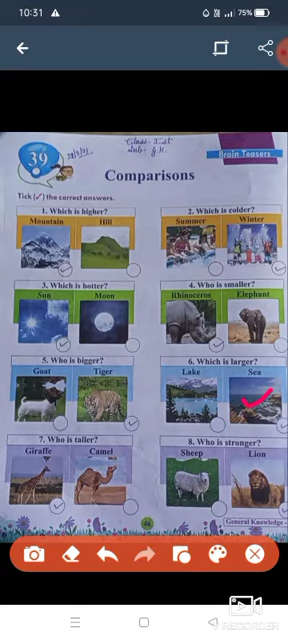 10:31
75%
39
Class - Ist
Sub- G.K.
Brain Teasers
Comparisons
Tick (✓) the correct answers.
1. Which is higher?
Mountain Hill
2. Which is colder?
Summer Winter
3. Which is hotter?
Sun Moon
4. Who is smaller?
Rhinoceros Elephant
5. Who is bigger?
Goat Tiger
6. Which is larger?
Lake Sea
7. Who is taller?
Giraffe Camel
8. Who is stronger?
Sheep Lion
46
General Knowledge -
RECORDER